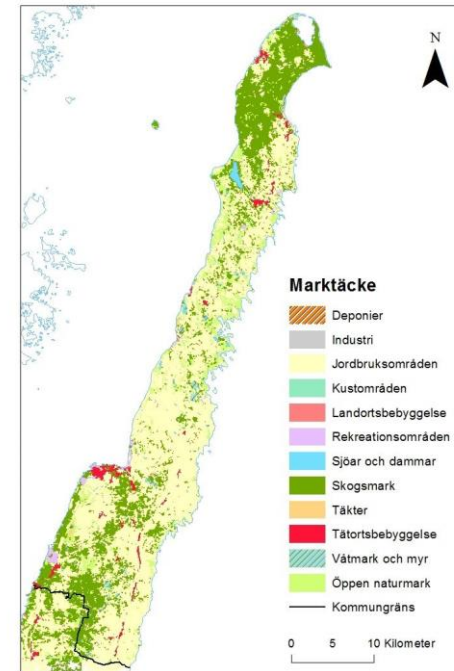 N
Marktäcke
Deponier
Industri
Jordbruksområden
Kustområden
Landortsbebyggelse
Rekreationsområden
Sjöar och dammar
Skogsmark
Täkter
Tätortsbebyggelse
Våtmark och myr
Öppen naturmark
Kommungräns
0 5 10 Kilometer